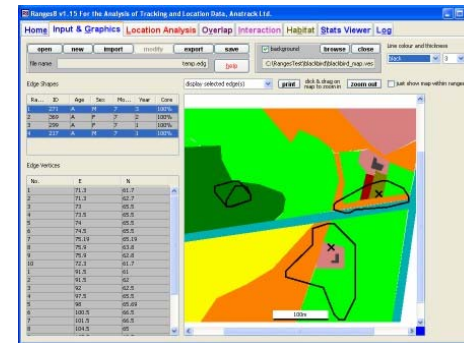 Ranges8 v1.15 For the Analysis of Tracking and Location Data, Anatrack Ltd.
Home Input & Graphics Location Analysis Overlap Interaction Habitat Stats Viewer Log
open new import modify export save
background browse close
Line colour and thickness
file name temp.edg help
C:\RangesTest\blackbird\blackbird_map.ves
black 3
Edge Shapes
display selected edge(s) print click & drag on map to zoom in zoom out just show map within ranges
Ra... ID Age Sex Mo... Year Core
1 271 A M 7 3 100%
2 369 A F 7 2 100%
3 299 A F 7 1 100%
4 337 A M 7 1 100%
Edge Vertices
No. E N
1 71.3 61.7
2 71.3 62.7
3 73 65.5
4 73.5 65.5
5 74 65.5
6 74.5 65.5
7 75.19 65.19
8 75.9 63.8
9 75.9 62.8
10 72.3 61.7
1 91.5 61
2 91.5 62
3 92 62.5
4 97.5 65.5
5 98 65.69
6 100.5 66.5
7 101.5 66.5
8 104.5 65
100m